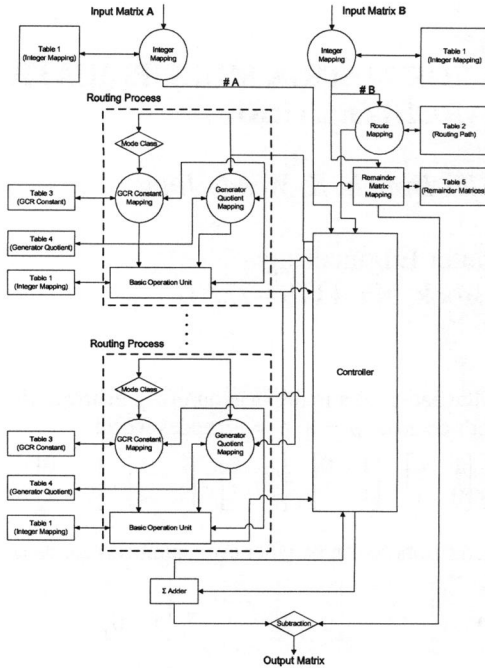 Input Matrix A
Input Matrix B
Table 1
(Integer Mapping)
Integer
Mapping
Integer
Mapping
Table 1
(Integer Mapping)
# A
# B
Routing Process
Route
Mapping
Table 2
(Routing Path)
Mode Class
Remainder
Matrix
Mapping
Table 5
(Remainder Matrices)
Table 3
(GCR Constant)
GCR Constant
Mapping
Generator
Quotient
Mapping
Table 4
(Generator Quotient)
Table 1
(Integer Mapping)
Basic Operation Unit
Routing Process
Controller
Mode Class
Table 3
(GCR Constant)
GCR Constant
Mapping
Generator
Quotient
Mapping
Table 4
(Generator Quotient)
Table 1
(Integer Mapping)
Basic Operation Unit
Σ Adder
Subtraction
Output Matrix